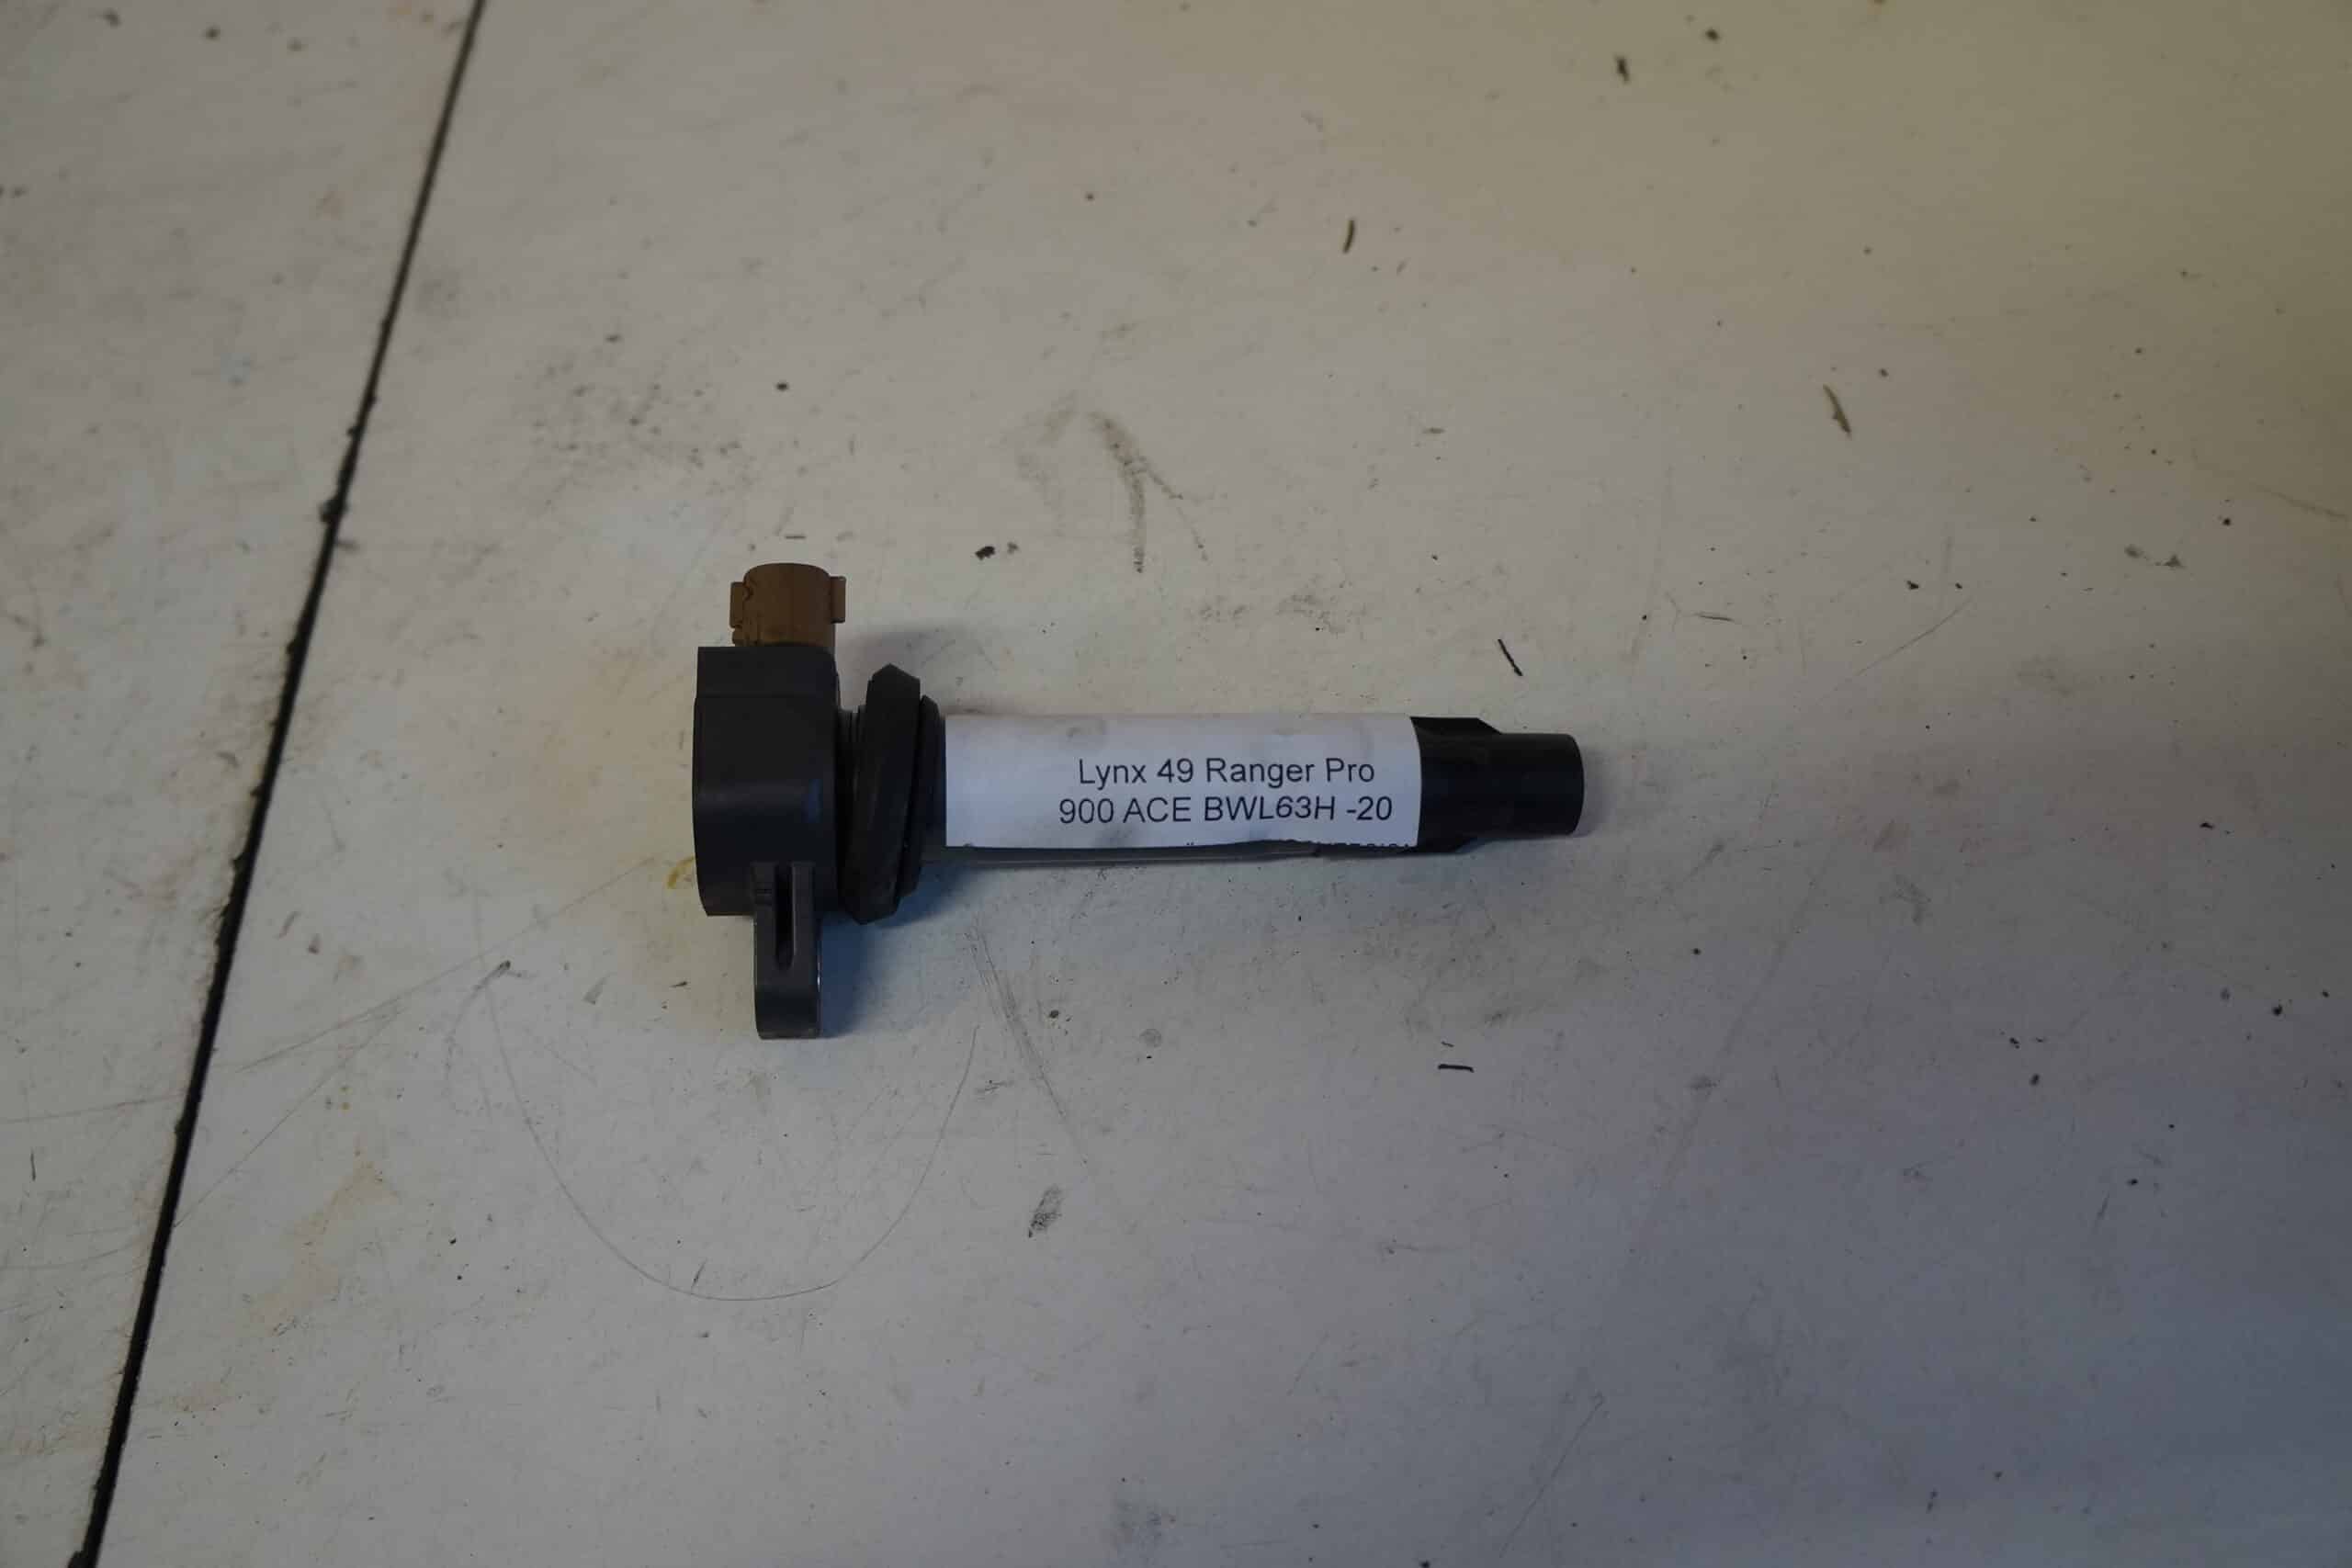 Lynx 49 Ranger Pro
900 ACE BWL63H -20